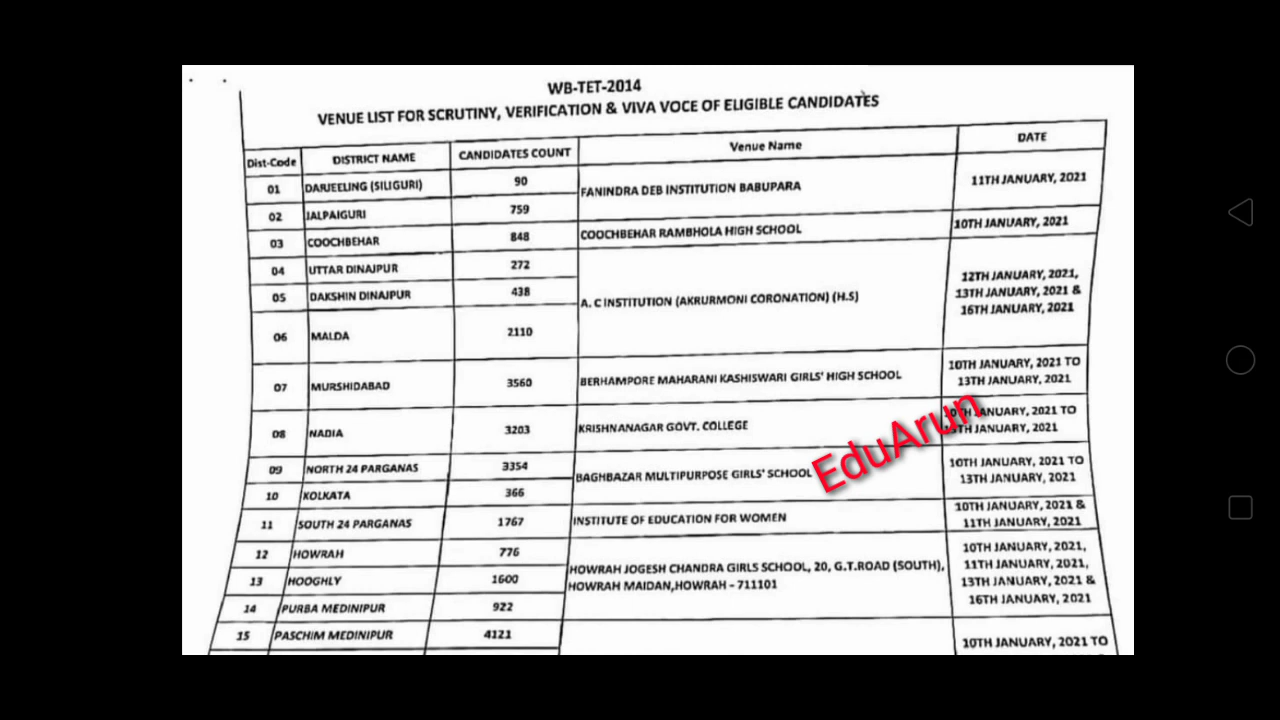 WB-TET-2014
VENUE LIST FOR SCRUTINY, VERIFICATION & VIVA VOCE OF ELIGIBLE CANDIDATES
Dist-Code DISTRICT NAME CANDIDATES COUNT Venue Name DATE
01 DARJEELING (SILIGURI) 90 FANINDRA DEB INSTITUTION BABUPARA 11TH JANUARY, 2021
02 JALPAIGURI 759
03 COOCHBEHAR 848 COOCHBEHAR RAMBHOLA HIGH SCHOOL 10TH JANUARY, 2021
04 UTTAR DINAJPUR 272
05 DAKSHIN DINAJPUR 438 A. C INSTITUTION (AKRURMONI CORONATION) (H.S) 12TH JANUARY, 2021,
13TH JANUARY, 2021 &
16TH JANUARY, 2021
06 MALDA 2110
07 MURSHIDABAD 3560 BERHAMPORE MAHARANI KASHISWARI GIRLS' HIGH SCHOOL 10TH JANUARY, 2021 TO
13TH JANUARY, 2021
08 NADIA 3203 KRISHNAGAR GOVT. COLLEGE JANUARY, 2021 TO
JANUARY, 2021
EduArun
09 NORTH 24 PARGANAS 3354 BAGHBAZAR MULTIPURPOSE GIRLS' SCHOOL 10TH JANUARY, 2021 TO
13TH JANUARY, 2021
10 KOLKATA 366
11 SOUTH 24 PARGANAS 1767 INSTITUTE OF EDUCATION FOR WOMEN 10TH JANUARY, 2021 &
11TH JANUARY, 2021
12 HOWRAH 776 HOWRAH JOGESH CHANDRA GIRLS SCHOOL, 20, G.T.ROAD (SOUTH),
HOWRAH MAIDAN,HOWRAH - 711101 10TH JANUARY, 2021,
11TH JANUARY, 2021,
13TH JANUARY, 2021 &
16TH JANUARY, 2021
13 HOOGHLY 1600
14 PURBA MEDINIPUR 922
15 PASCHIM MEDINIPUR 4121 10TH JANUARY, 2021 TO